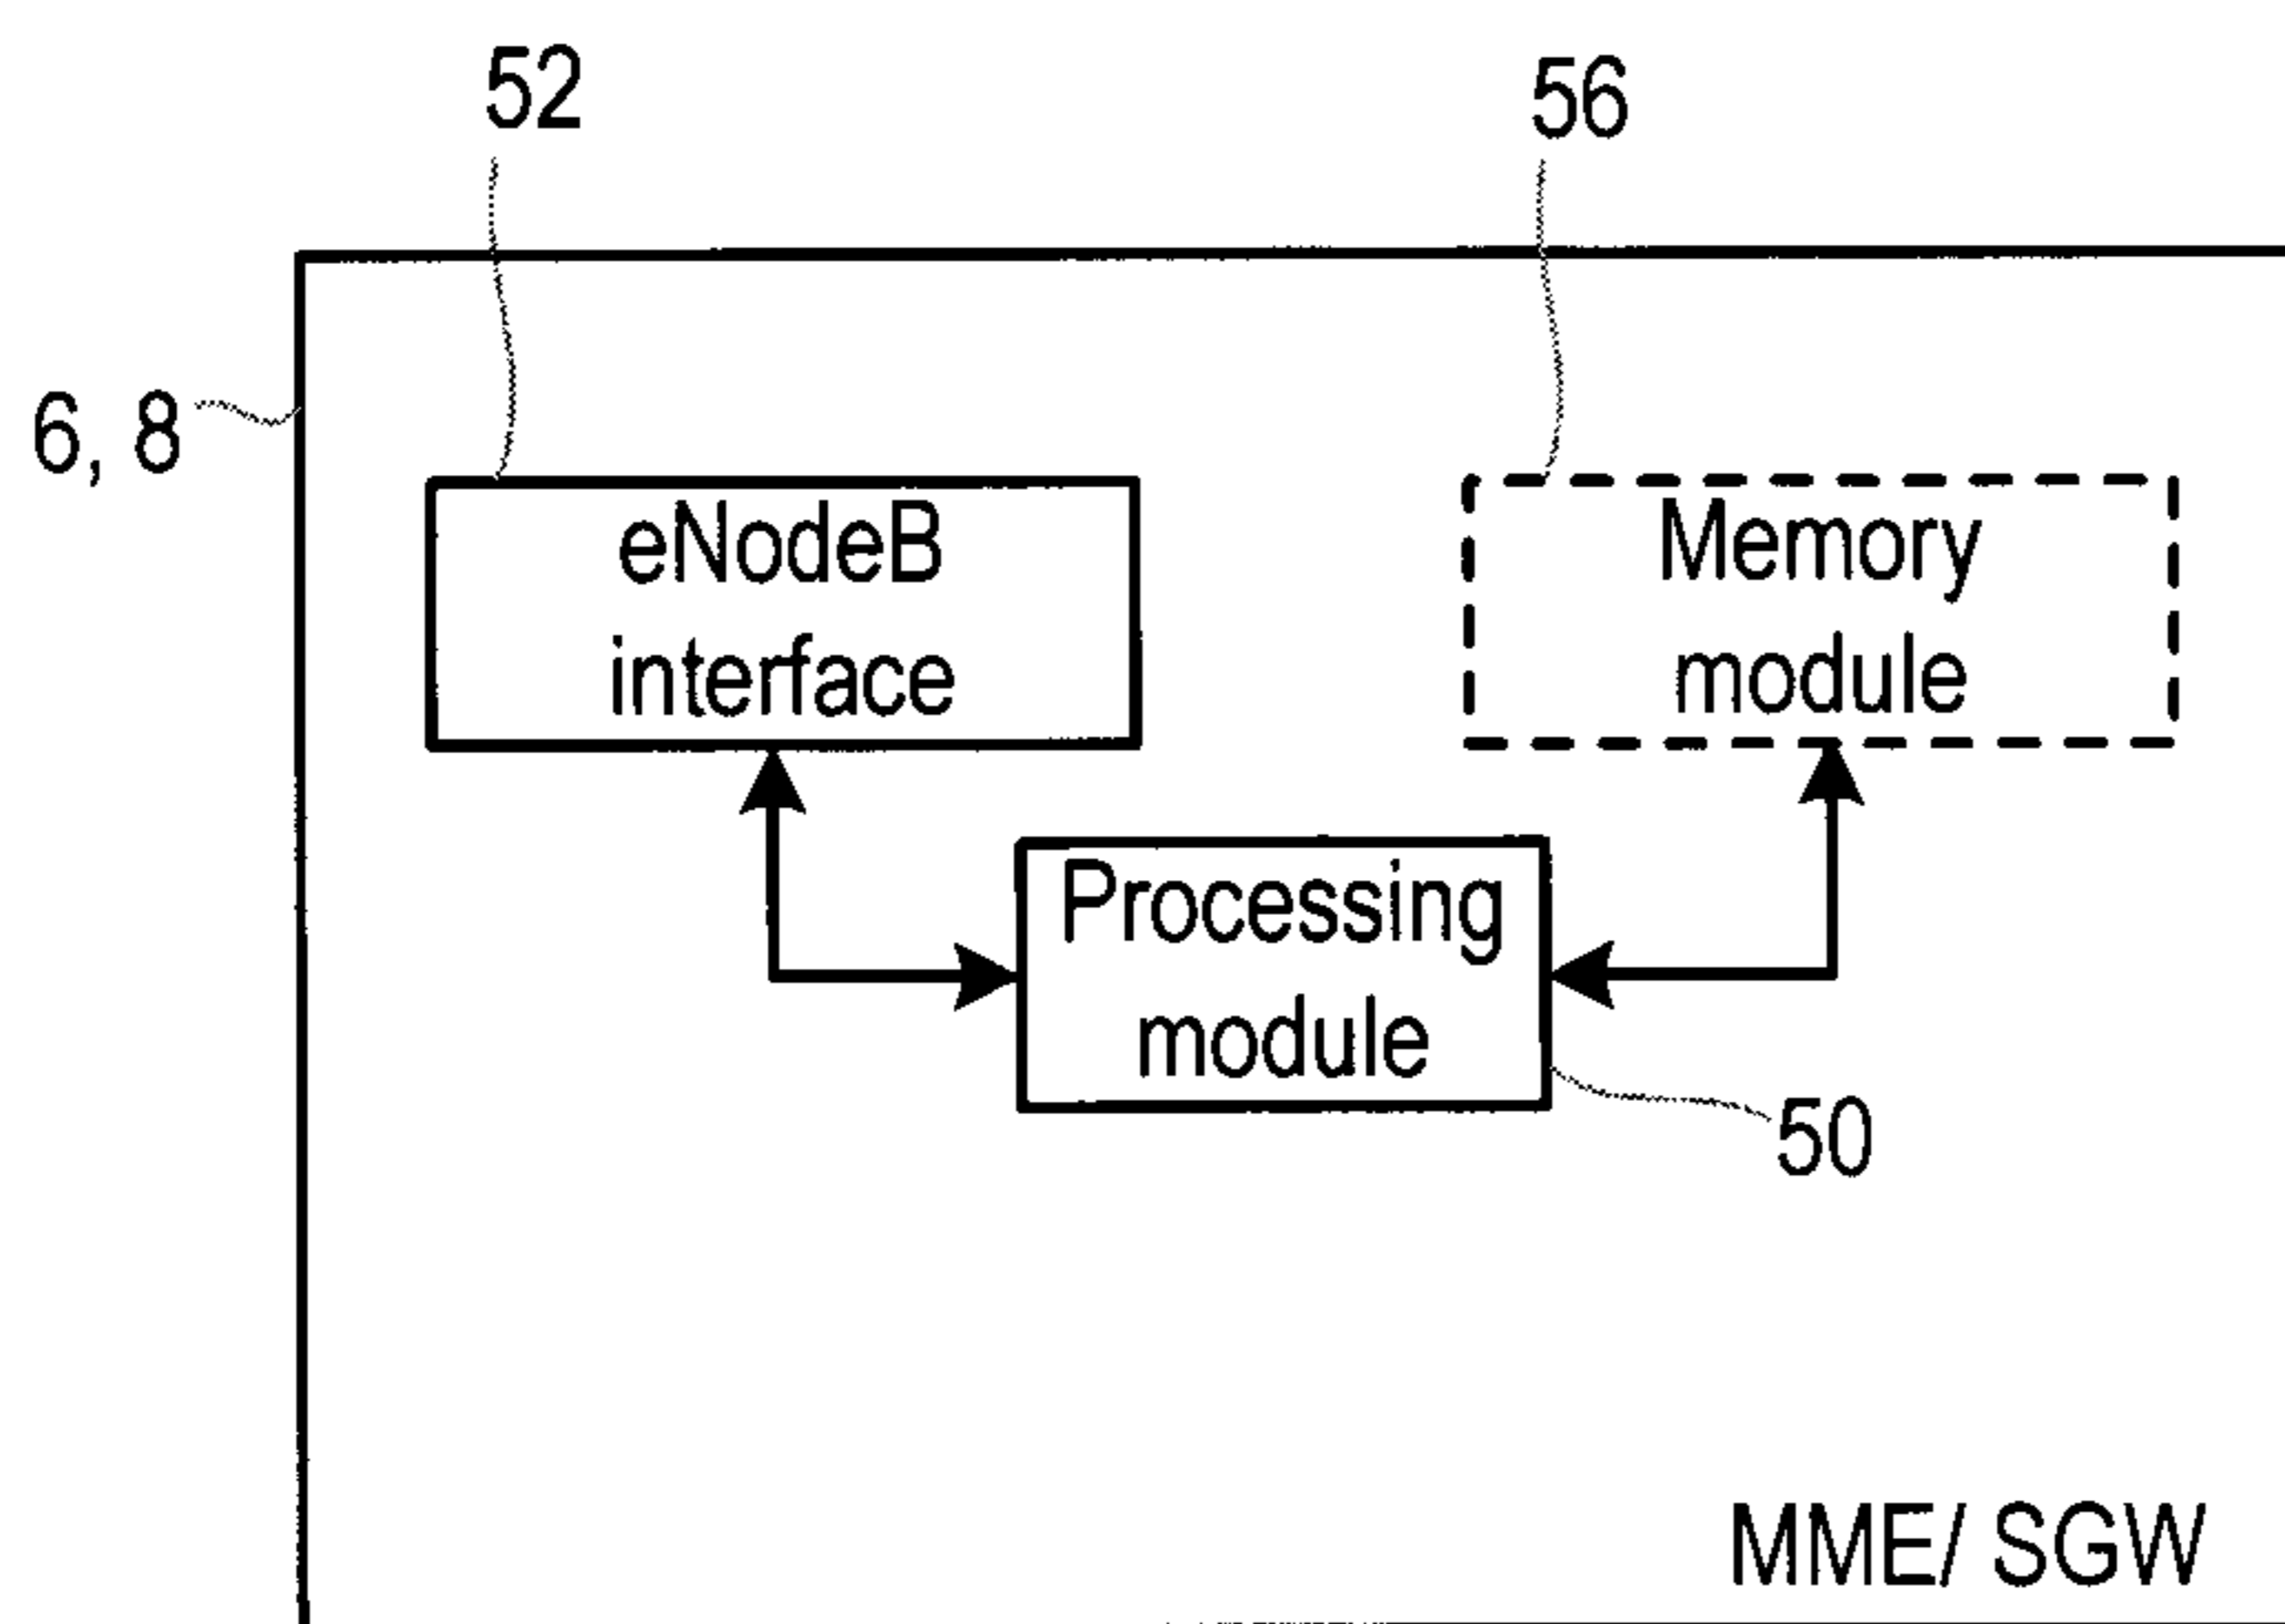 52
56
6, 8
eNodeB
interface
Memory
module
Processing
module
50
MME/ SGW